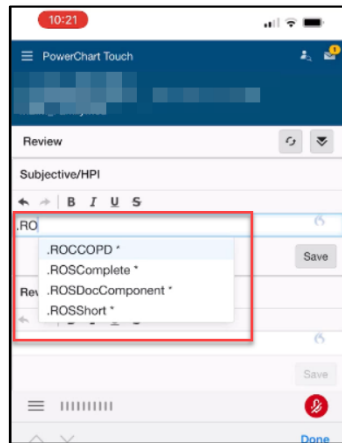 10:21
PowerChart Touch
Review
Subjective/HPI
B I U S
.RO
.ROCCOPD *
.ROSComplete *
.ROSDocComponent *
.ROSShort *
Save
Rev
Save
Done